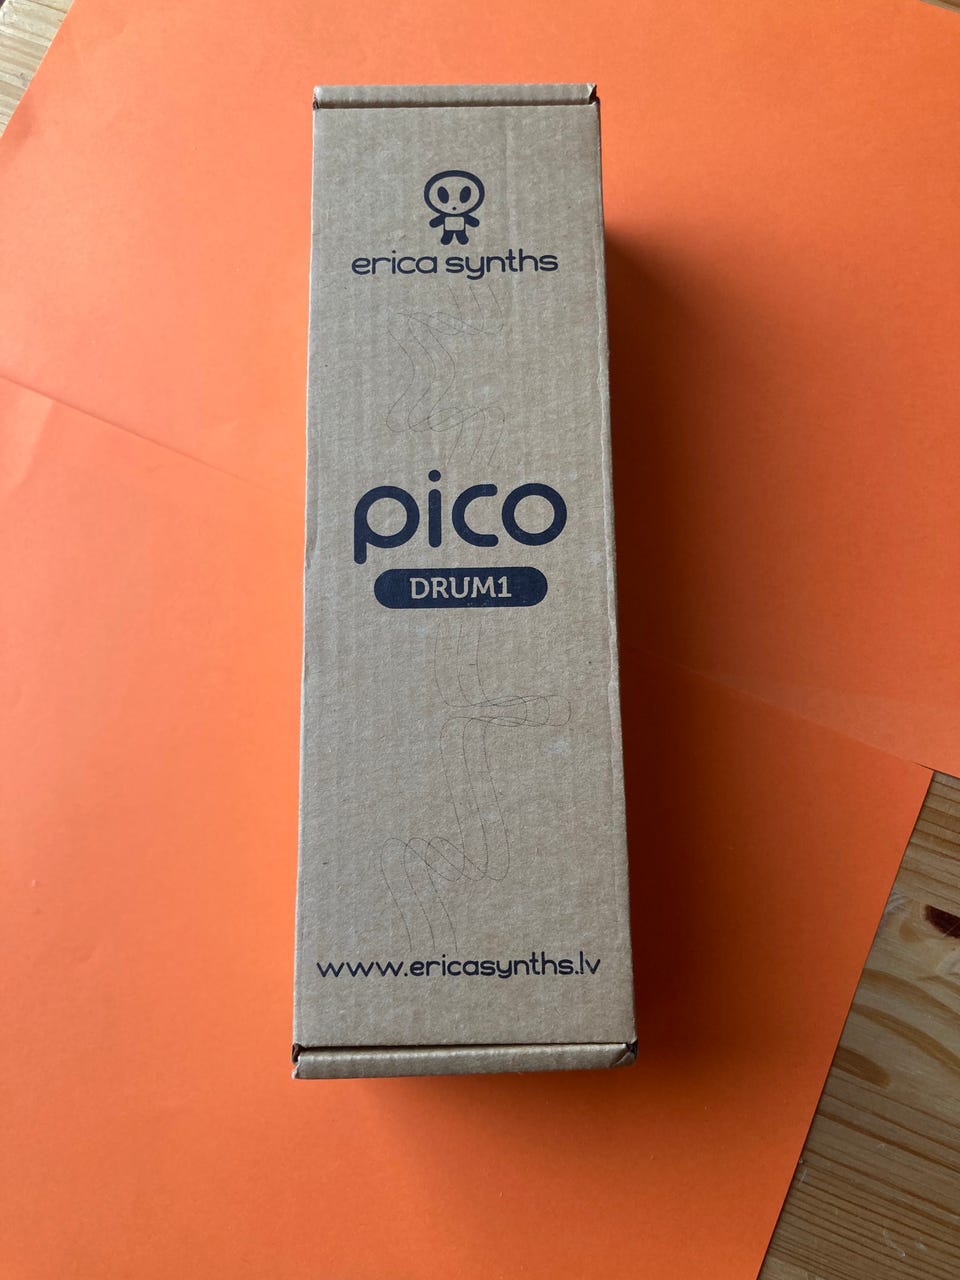 erica synths
pico
DRUM1
www.ericasynths.lv